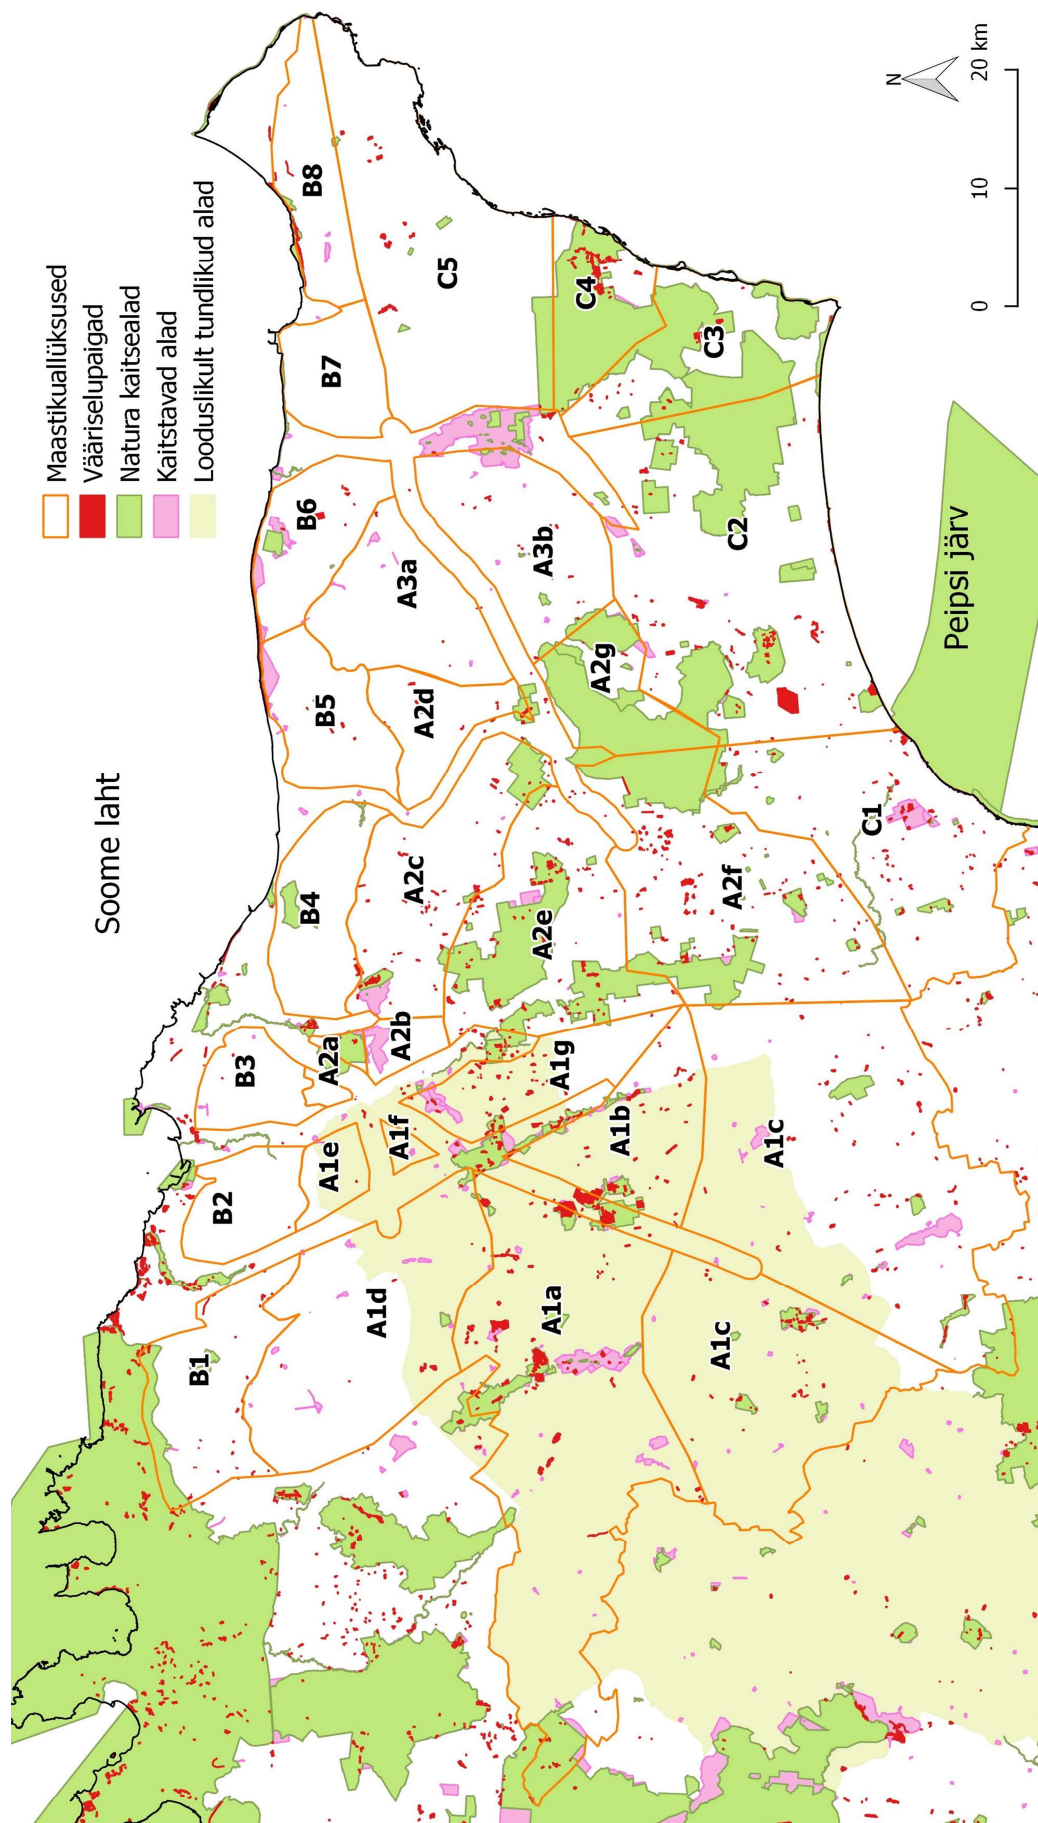 Maastikuallüksused
Vääriselupaigad
Natura kaitsealad
Kaitstavad alad
Looduslikult tundlikud alad
Soome laht
Peipsi järv
N
0 10 20 km
B1
B2
B3
B4
B5
B6
B7
B8
A1d
A1e
A1f
A2a
A2b
A2c
A2d
A3a
A1a
A1b
A1g
A2e
A2g
A3b
C5
C4
C3
A1c
A1c
A2f
C1
C2